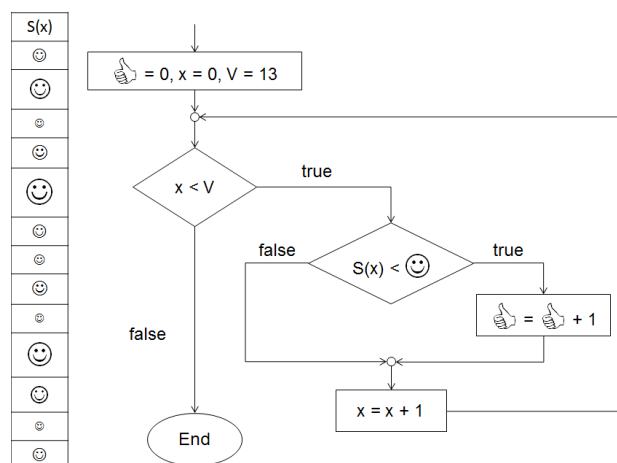 S(x)
👍 = 0, x = 0, V = 13
x < V
true
false
S(x) < ☺
true
👍 = 👍 + 1
false
x = x + 1
End